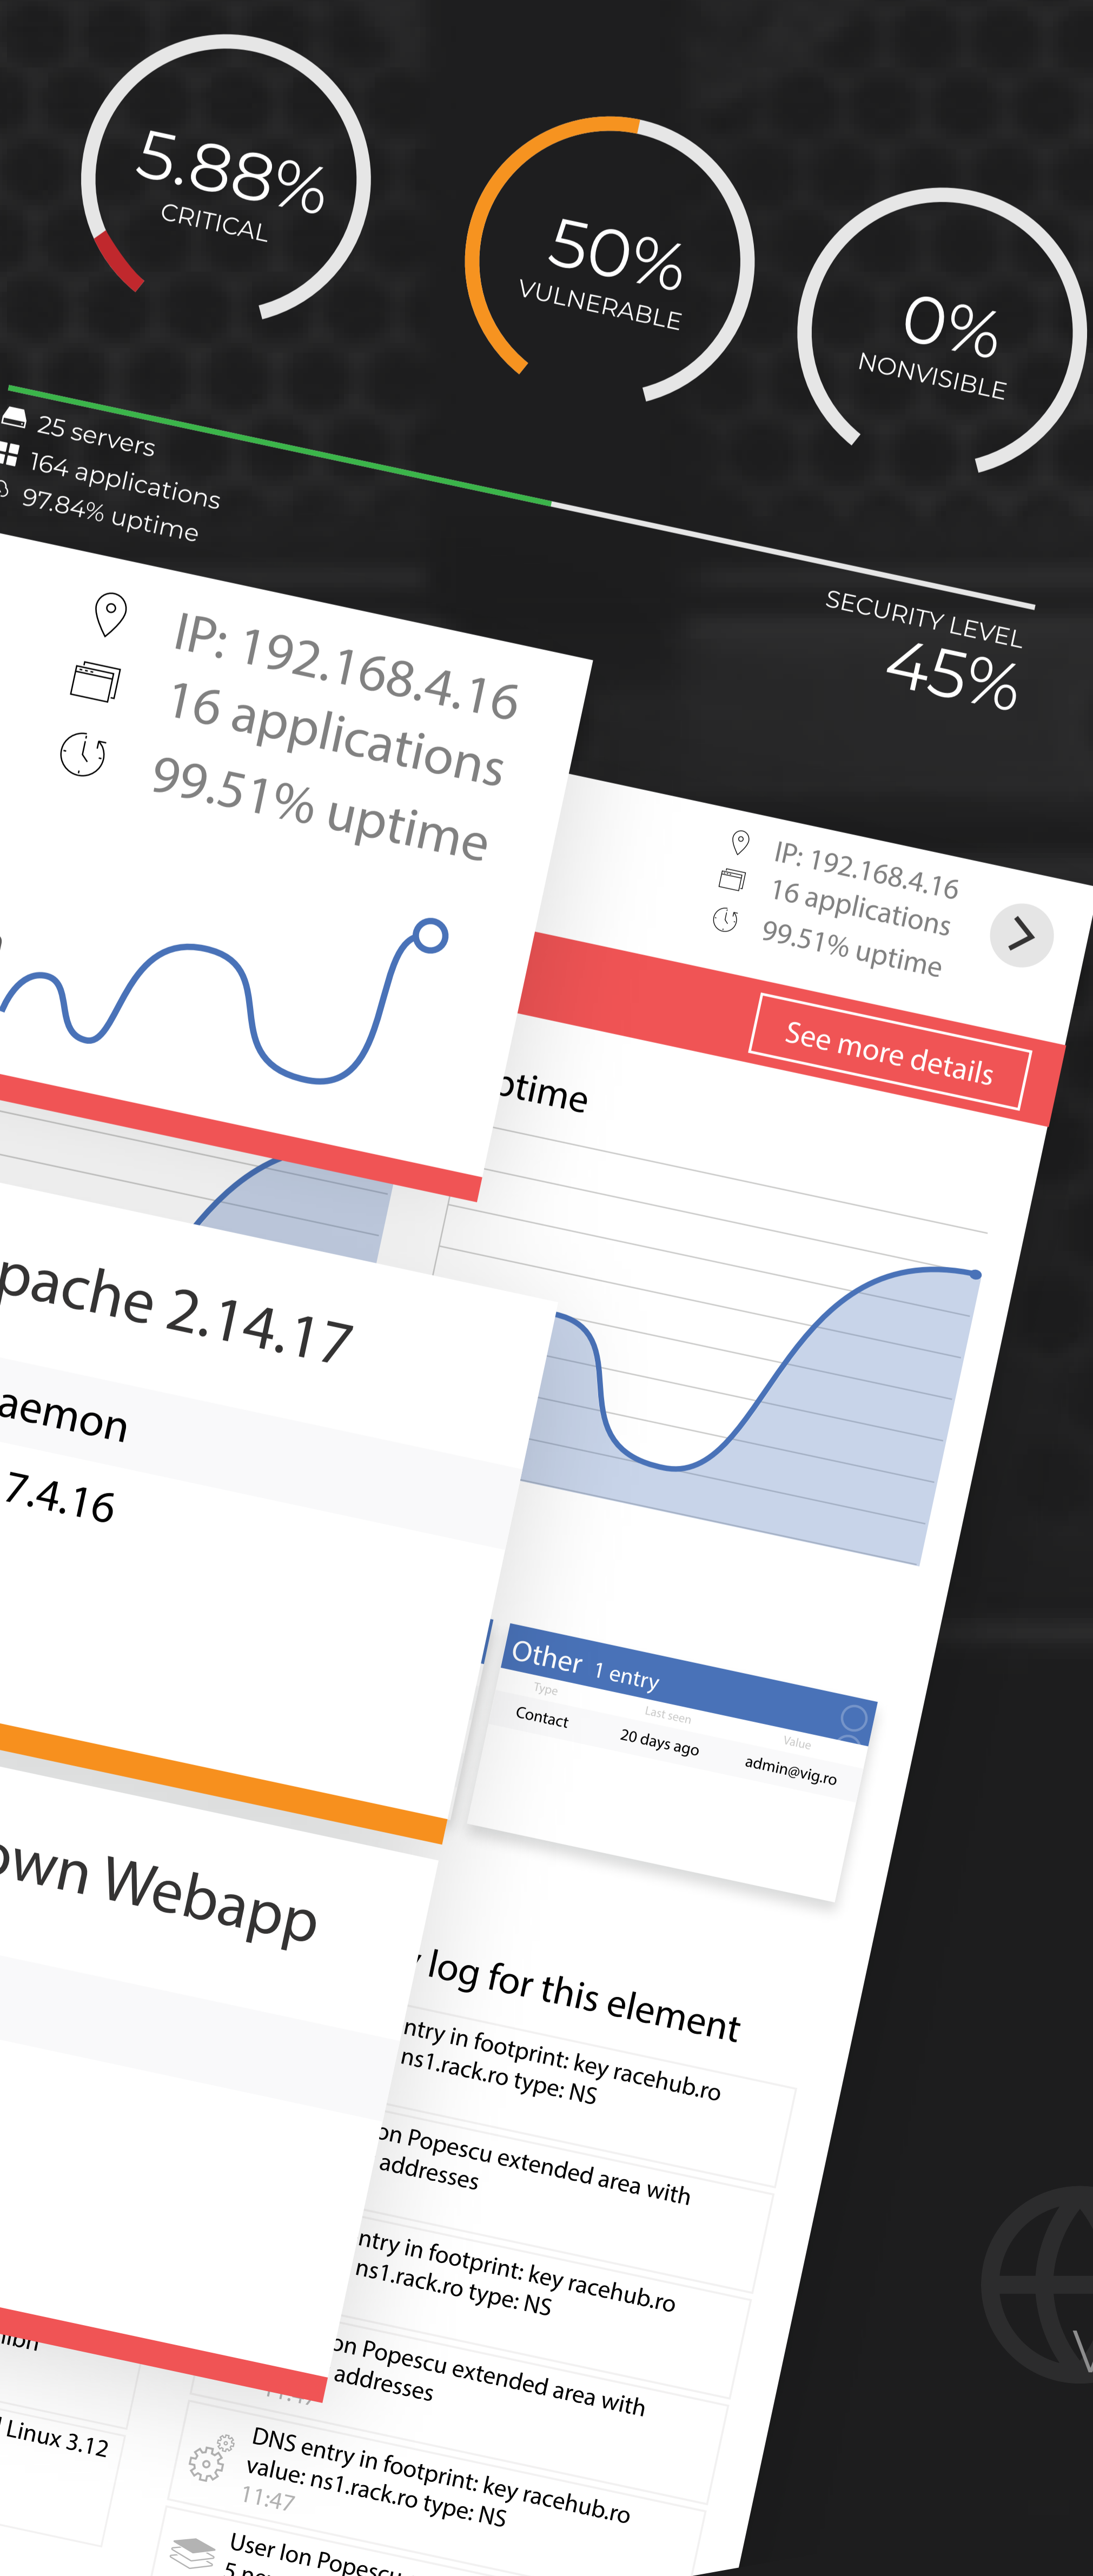 5.88%
CRITICAL
50%
VULNERABLE
0%
NONVISIBLE
25 servers
164 applications
97.84% uptime
SECURITY LEVEL
45%
IP: 192.168.4.16
16 applications
99.51% uptime
IP: 192.168.4.16
16 applications
99.51% uptime
See more details
ptime
pache 2.14.17
aemon
7.4.16
Other 1 entry
Type Last seen Value
Contact 20 days ago admin@vig.ro
own Webapp
log for this element
ntry in footprint: key racehub.ro
ns1.rack.ro type: NS
on Popescu extended area with
addresses
ntry in footprint: key racehub.ro
ns1.rack.ro type: NS
on Popescu extended area with
addresses
Linux 3.12
DNS entry in footprint: key racehub.ro
value: ns1.rack.ro type: NS
11:47
User Ion Popescu